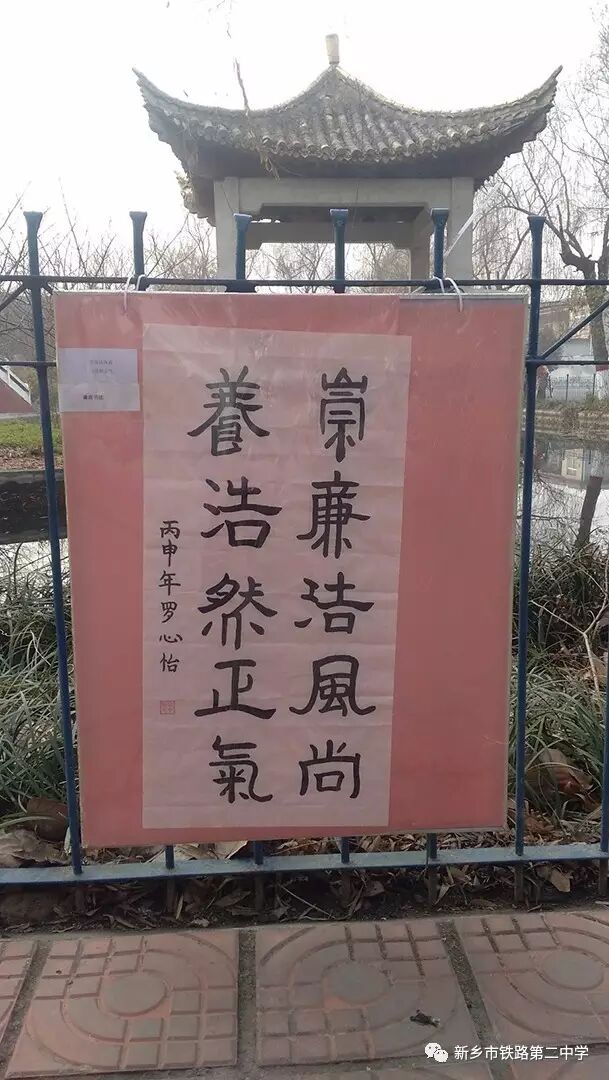 崇廉洁風尚
養浩然正氣
丙申年罗心怡
新乡市铁路第二中学